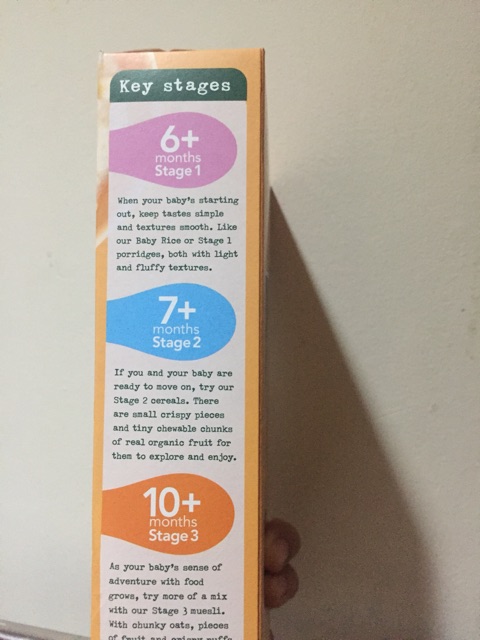 Key stages
6+
months
Stage 1
When your baby's starting
out, keep tastes simple
and textures smooth. Like
our Baby Rice or Stage 1
porridges, both with light
and fluffy textures.
7+
months
Stage 2
If you and your baby are
ready to move on, try our
Stage 2 cereals. There
are small crispy pieces
and tiny chewable chunks
of real organic fruit for
them to explore and enjoy.
10+
months
Stage 3
As your baby's sense of
adventure with food
grows, try more of a mix
with our Stage 3 muesli.
With chunky oats, pieces
of fruit and crispy puffs